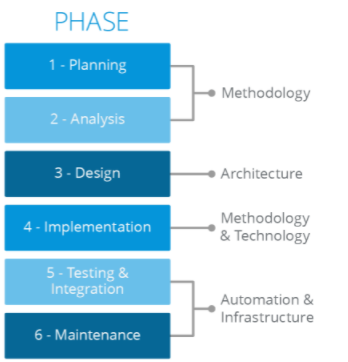 PHASE
1 - Planning
2 - Analysis
Methodology
3 - Design
Architecture
4 - Implementation
Methodology
& Technology
5 - Testing &
Integration
6 - Maintenance
Automation &
Infrastructure